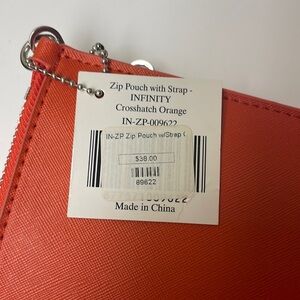 Zip Pouch with Strap -
INFINITY
Crosshatch Orange
IN-ZP-009622
IN-ZP Zip Pouch w/Strap
$38.00
89622
Made in China